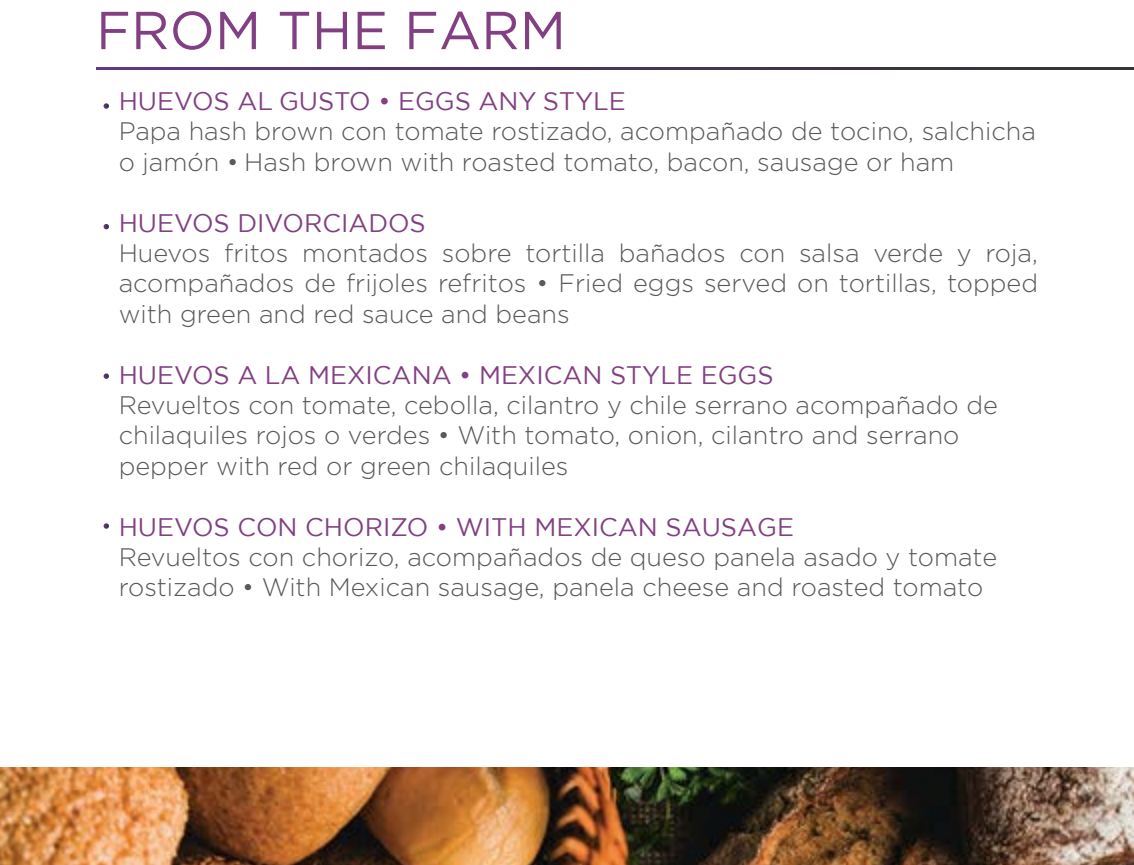 FROM THE FARM
• HUEVOS AL GUSTO • EGGS ANY STYLE
Papa hash brown con tomate rostizado, acompañado de tocino, salchicha
o jamón • Hash brown with roasted tomato, bacon, sausage or ham
• HUEVOS DIVORCIADOS
Huevos fritos montados sobre tortilla bañados con salsa verde y roja,
acompañados de frijoles refritos • Fried eggs served on tortillas, topped
with green and red sauce and beans
• HUEVOS A LA MEXICANA • MEXICAN STYLE EGGS
Revueltos con tomate, cebolla, cilantro y chile serrano acompañado de
chilaquiles rojos o verdes • With tomato, onion, cilantro and serrano
pepper with red or green chilaquiles
• HUEVOS CON CHORIZO • WITH MEXICAN SAUSAGE
Revueltos con chorizo, acompañados de queso panela asado y tomate
rostizado • With Mexican sausage, panela cheese and roasted tomato